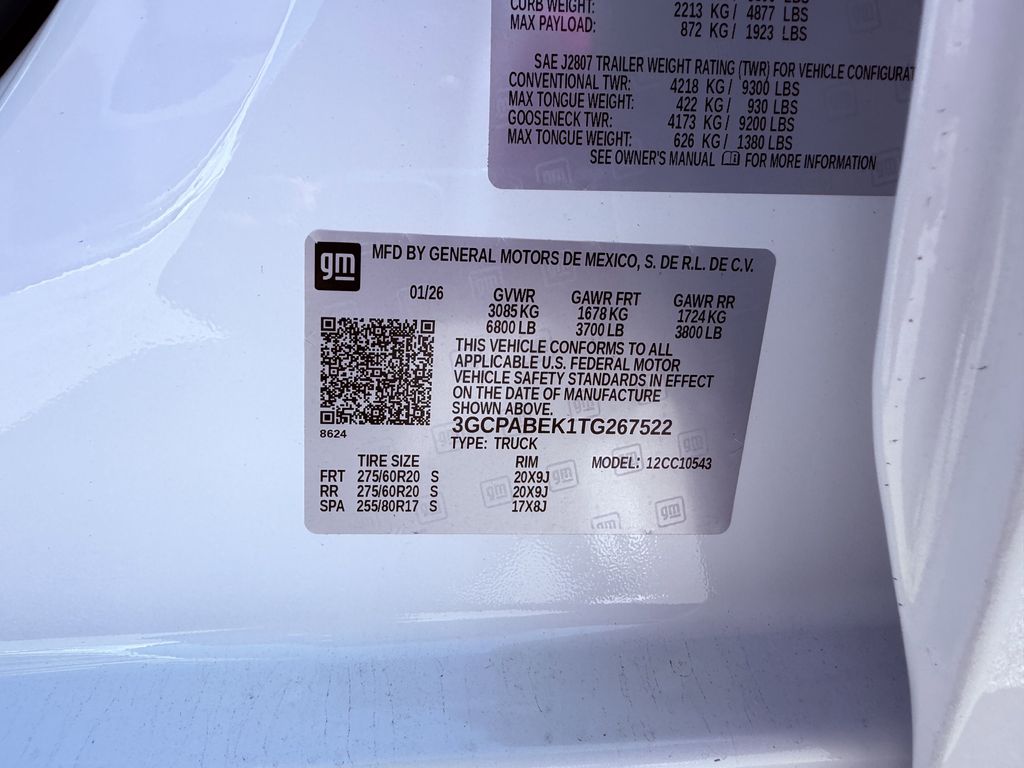 CURB WEIGHT: 2213 KG / 4877 LBS
MAX PAYLOAD: 872 KG / 1923 LBS
SAE J2807 TRAILER WEIGHT RATING (TWR) FOR VEHICLE CONFIGURAT
CONVENTIONAL TWR: 4218 KG / 9300 LBS
MAX TONGUE WEIGHT: 422 KG / 930 LBS
GOOSENECK TWR: 4173 KG / 9200 LBS
MAX TONGUE WEIGHT: 626 KG / 1380 LBS
SEE OWNER'S MANUAL FOR MORE INFORMATION
gm MFD BY GENERAL MOTORS DE MEXICO, S. DE R.L. DE C.V.
01/26 GVWR GAWR FRT GAWR RR
3085 KG 1678 KG 1724 KG
6800 LB 3700 LB 3800 LB
THIS VEHICLE CONFORMS TO ALL
APPLICABLE U.S. FEDERAL MOTOR
VEHICLE SAFETY STANDARDS IN EFFECT
ON THE DATE OF MANUFACTURE
SHOWN ABOVE.
3GCPABEK1TG267522
8624
TYPE: TRUCK
TIRE SIZE RIM MODEL: 12CC10543
FRT 275/60R20 S 20X9J
RR 275/60R20 S 20X9J
SPA 255/80R17 S 17X8J